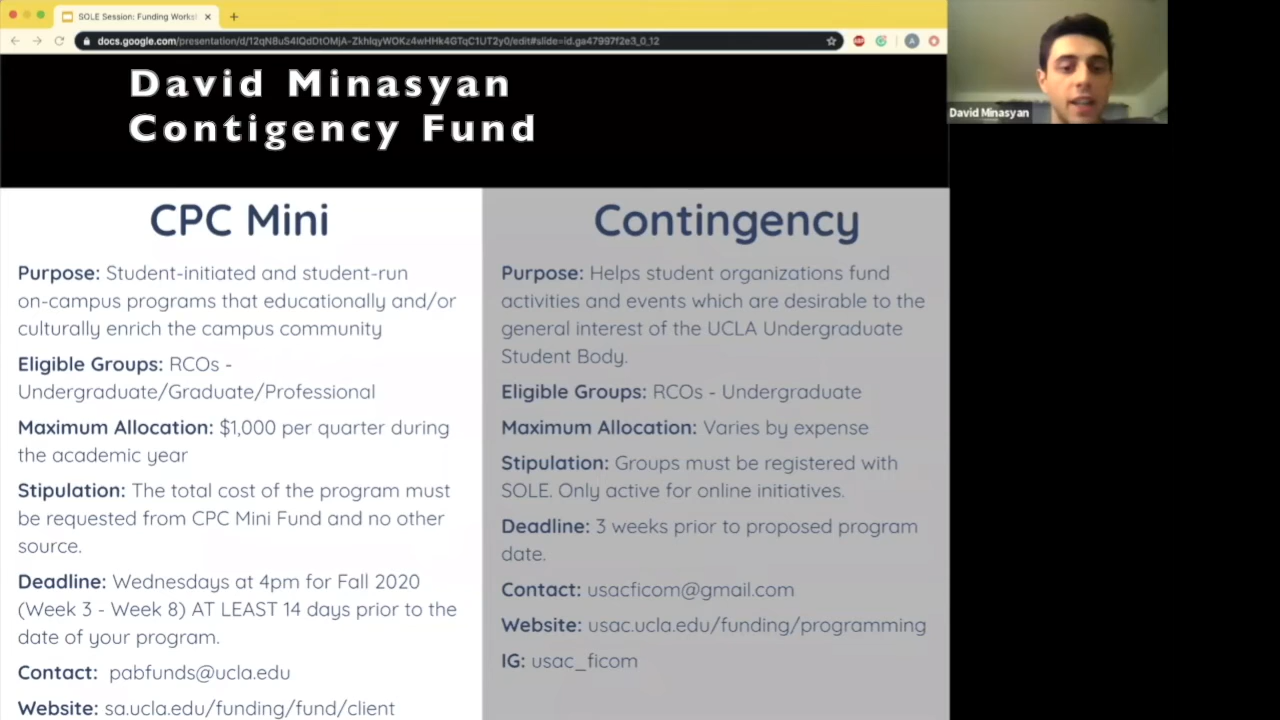 SOLE Session: Funding Works
docs.google.com/presentation/d/12qN8uS4IQdDtOMjA-ZkhIqyWOKz4wHHk4GTqC1UT2y0/edit#slide=id.ga47997f2e3_0_12
David Minasyan
Contigency Fund
David Minasyan
CPC Mini
Purpose: Student-initiated and student-run
on-campus programs that educationally and/or
culturally enrich the campus community
Eligible Groups: RCOs -
Undergraduate/Graduate/Professional
Maximum Allocation: $1,000 per quarter during
the academic year
Stipulation: The total cost of the program must
be requested from CPC Mini Fund and no other
source.
Deadline: Wednesdays at 4pm for Fall 2020
(Week 3 - Week 8) AT LEAST 14 days prior to the
date of your program.
Contact: pabfunds@ucla.edu
Website: sa.ucla.edu/funding/fund/client
Contingency
Purpose: Helps student organizations fund
activities and events which are desirable to the
general interest of the UCLA Undergraduate
Student Body.
Eligible Groups: RCOs - Undergraduate
Maximum Allocation: Varies by expense
Stipulation: Groups must be registered with
SOLE. Only active for online initiatives.
Deadline: 3 weeks prior to proposed program
date.
Contact: usacficom@gmail.com
Website: usac.ucla.edu/funding/programming
IG: usac_ficom